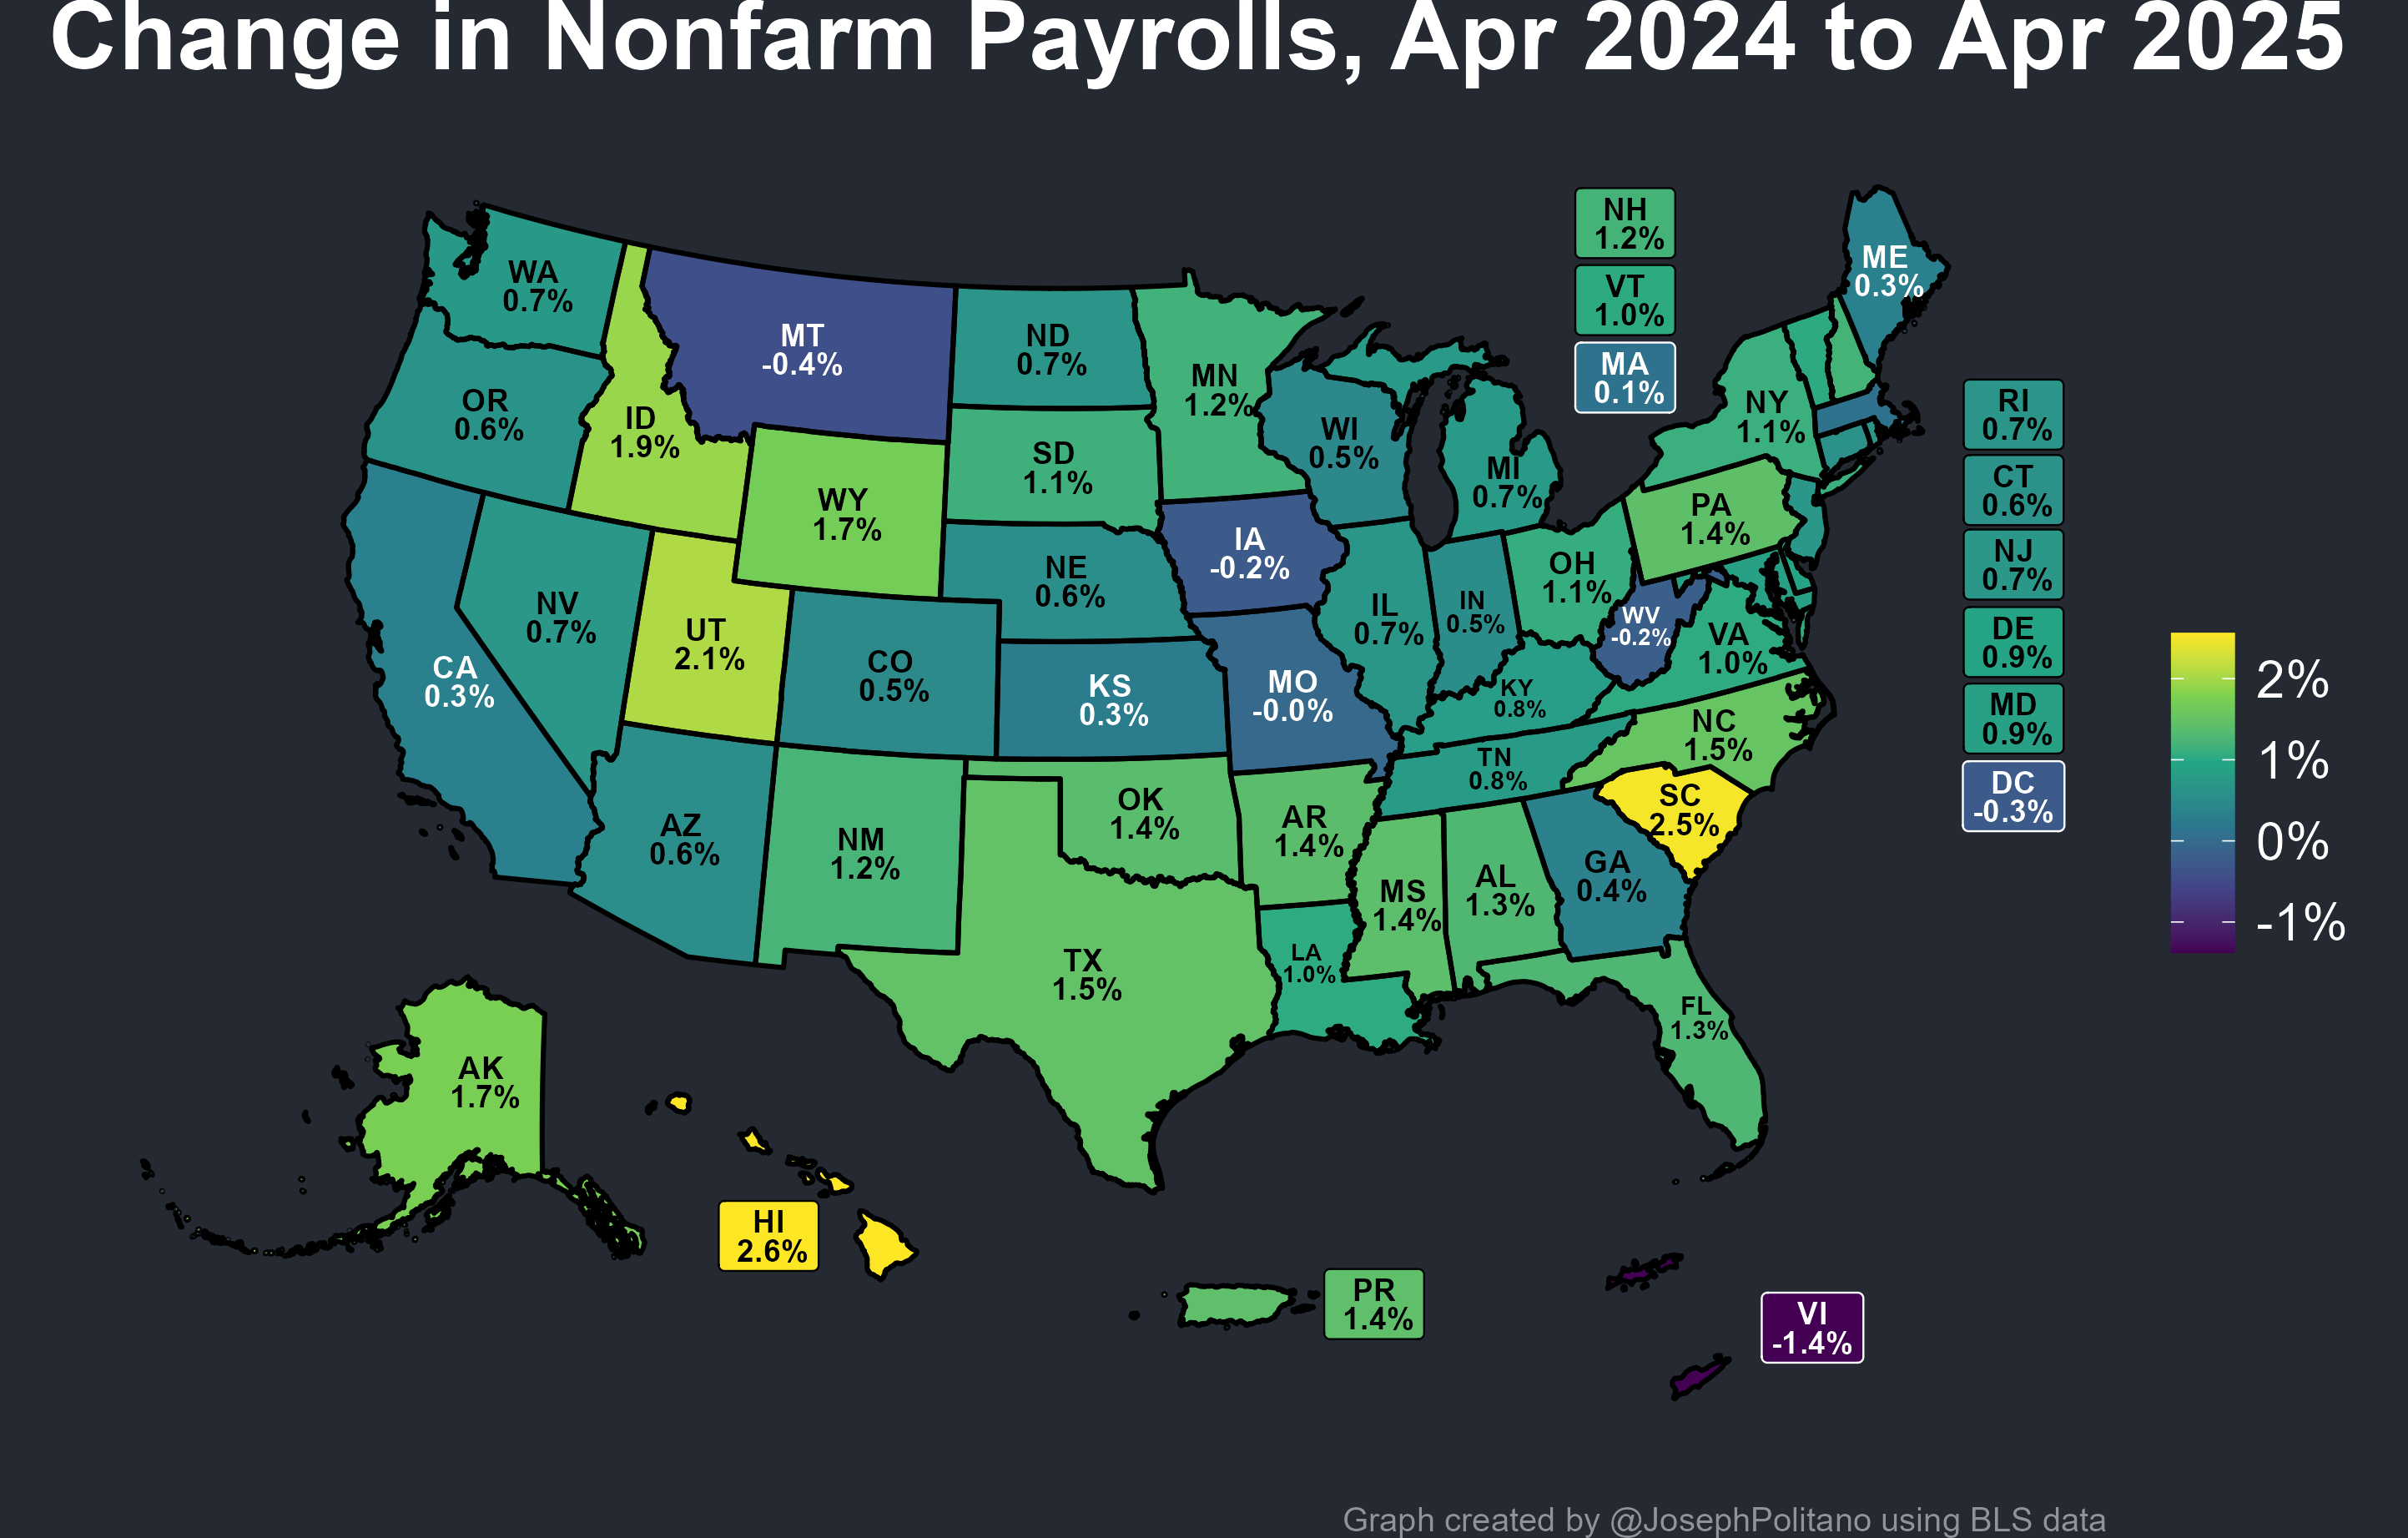 Change in Nonfarm Payrolls, Apr 2024 to Apr 2025
NH
1.2%
VT
1.0%
MA
0.1%
ME
0.3%
WA
0.7%
MT
-0.4%
ND
0.7%
MN
1.2%
OR
0.6%
ID
1.9%
WY
1.7%
SD
1.1%
WI
0.5%
MI
0.7%
NY
1.1%
RI
0.7%
CT
0.6%
NJ
0.7%
DE
0.9%
MD
0.9%
DC
-0.3%
PA
1.4%
IA
-0.2%
NE
0.6%
OH
1.1%
IN
0.5%
IL
0.7%
WV
-0.2%
VA
1.0%
NV
0.7%
UT
2.1%
CO
0.5%
CA
0.3%
KS
0.3%
MO
-0.0%
KY
0.8%
NC
1.5%
TN
0.8%
SC
2.5%
AZ
0.6%
NM
1.2%
OK
1.4%
AR
1.4%
MS
1.4%
AL
1.3%
GA
0.4%
TX
1.5%
LA
1.0%
FL
1.3%
AK
1.7%
HI
2.6%
PR
1.4%
VI
-1.4%
2%
1%
0%
-1%
Graph created by @JosephPolitano using BLS data